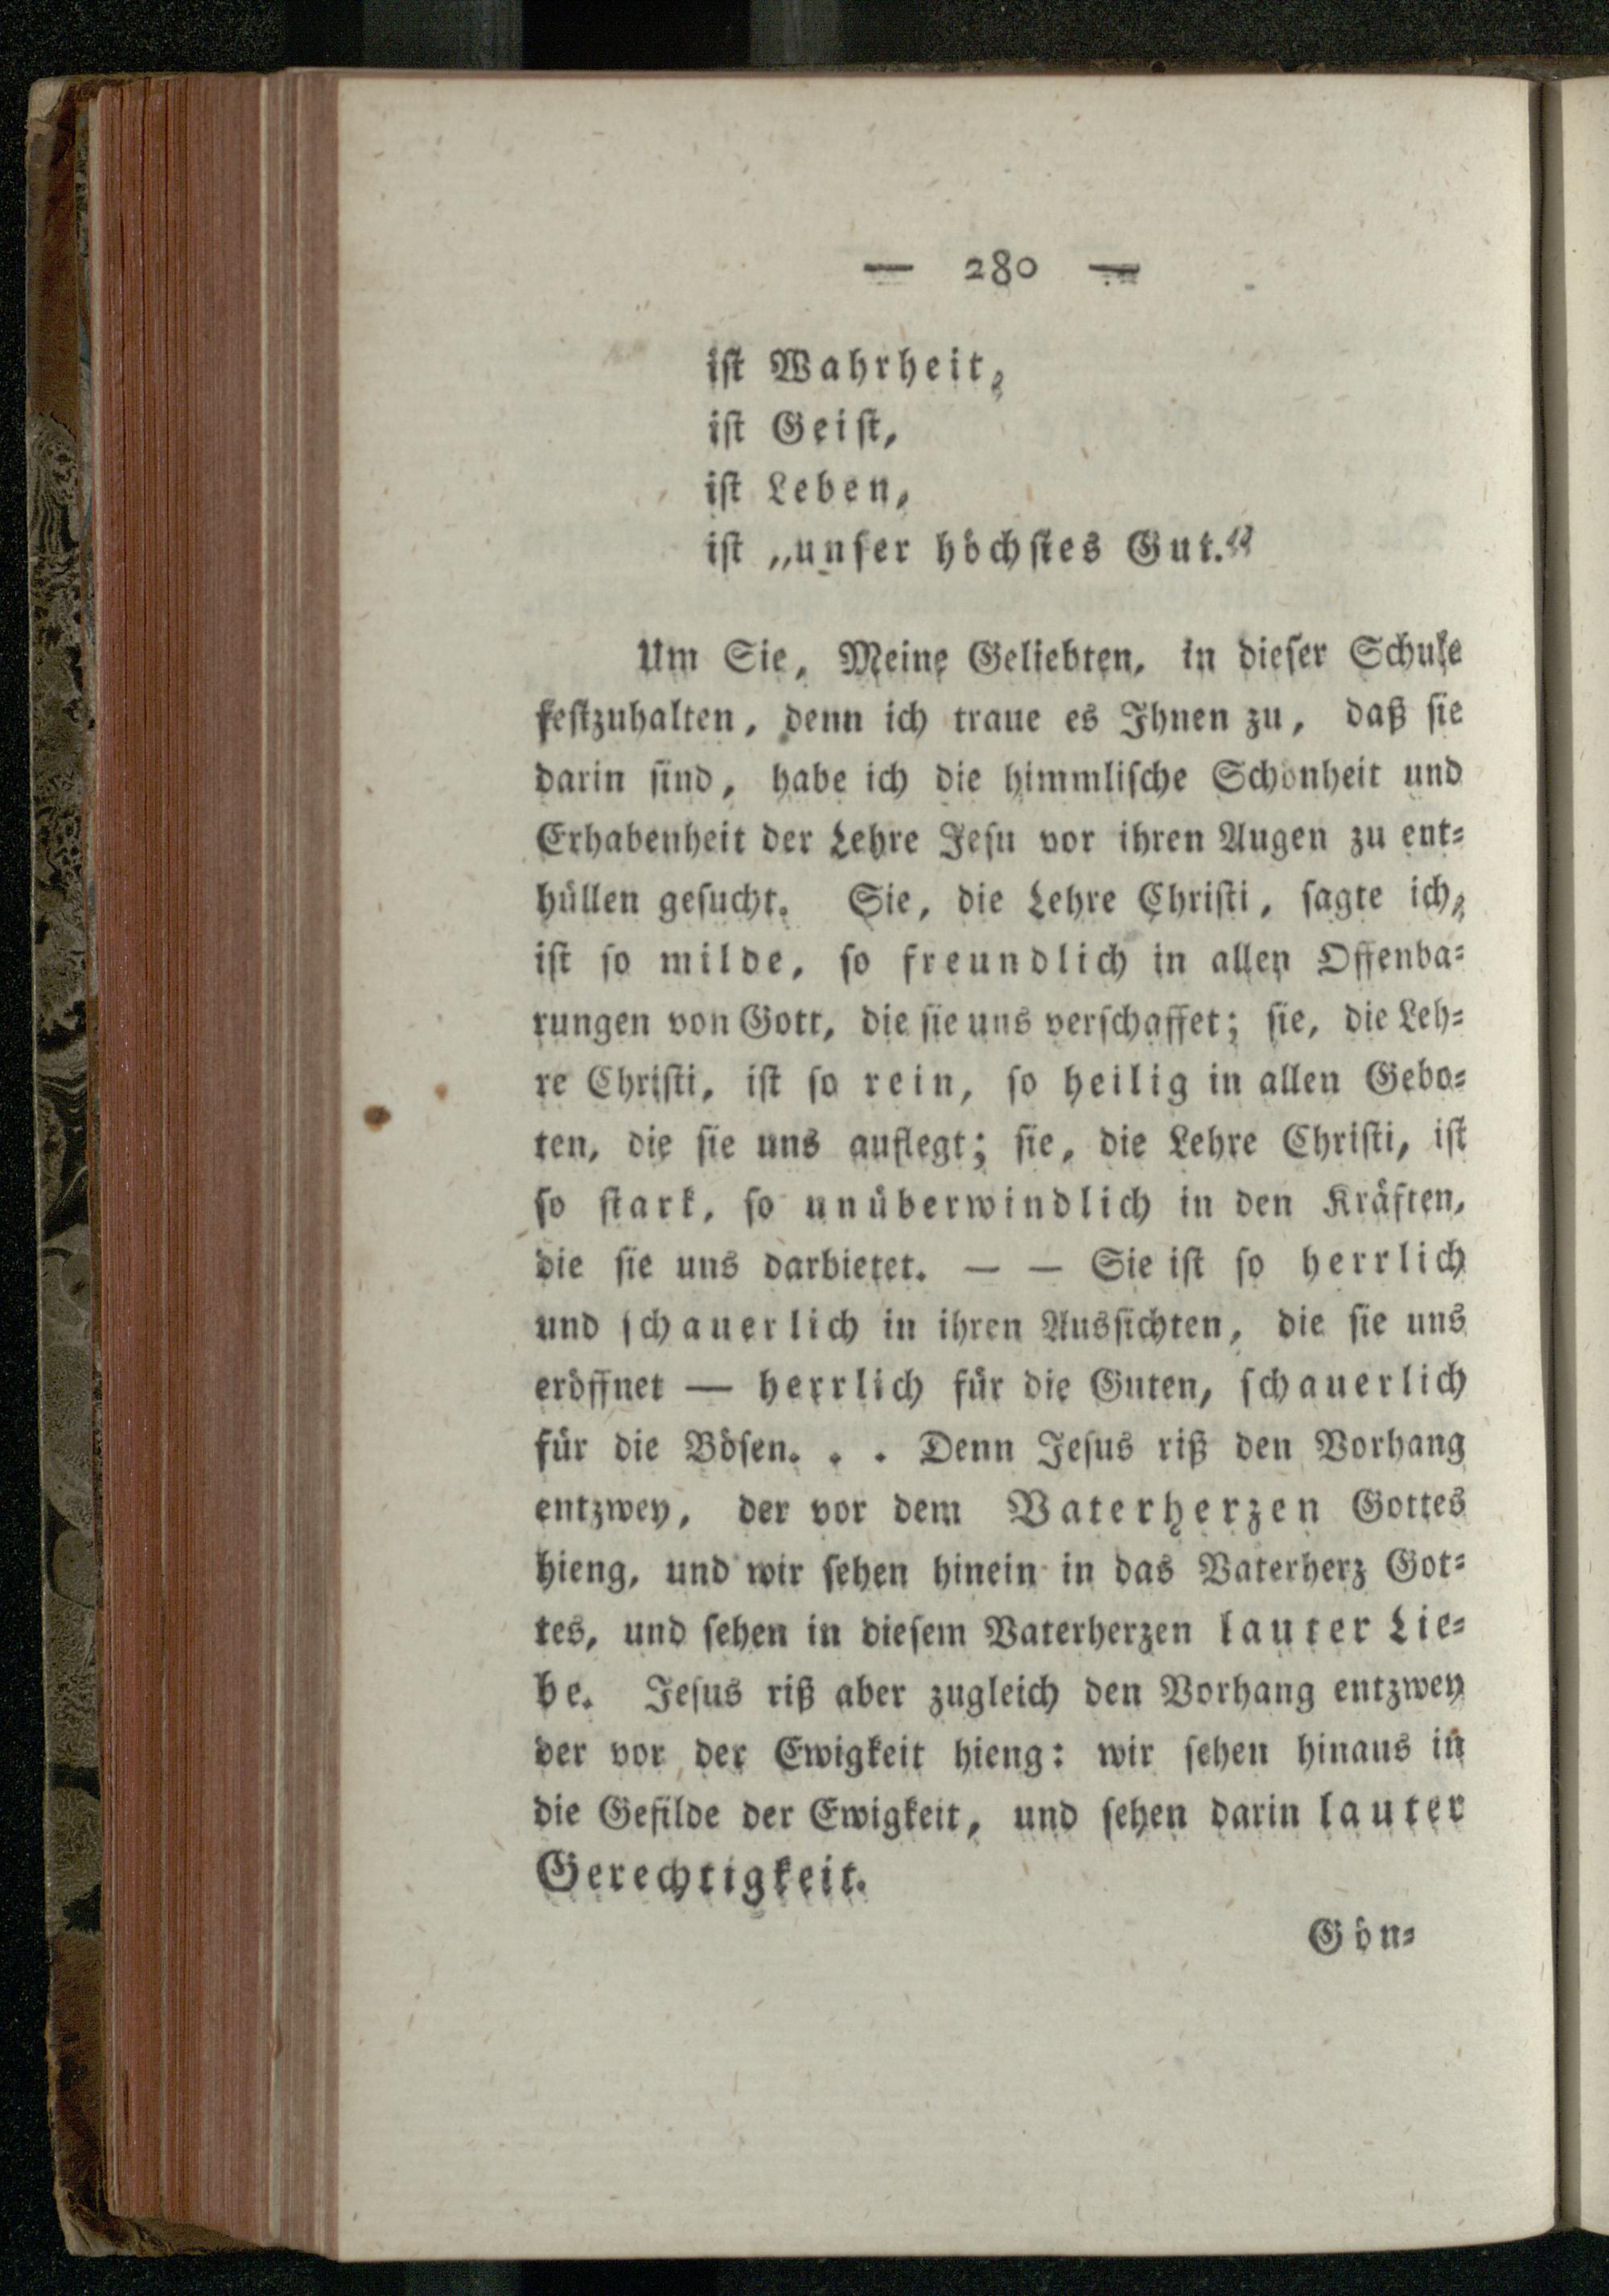 — 280 —
ist Wahrheit,
ist Geist,
ist Leben,
ist „unser höchstes Gut.“
Um Sie, Meine Geliebten, in dieser Schule
festzuhalten, denn ich traue es Ihnen zu, daß sie
darin sind, habe ich die himmlische Schönheit und
Erhabenheit der Lehre Jesu vor ihren Augen zu ent-
hüllen gesucht. Sie, die Lehre Christi, sagte ich,
ist so milde, so freundlich in allen Offenba-
rungen von Gott, die sie uns verschaffet; sie, die Leh-
re Christi, ist so rein, so heilig in allen Gebo-
ten, die sie uns auflegt; sie, die Lehre Christi, ist
so stark, so unüberwindlich in den Kräften,
die sie uns darbietet. — — Sie ist so herrlich
und schauerlich in ihren Aussichten, die sie uns
eröffnet — herrlich für die Guten, schauerlich
für die Bösen. . . Denn Jesus riß den Vorhang
entzwey, der vor dem Vaterherzen Gottes
hieng, und wir sehen hinein in das Vaterherz Got-
tes, und sehen in diesem Vaterherzen lauter Lie-
be. Jesus riß aber zugleich den Vorhang entzwey
der vor der Ewigkeit hieng: wir sehen hinaus in
die Gefilde der Ewigkeit, und sehen darin lauter
Gerechtigkeit.
Gön-